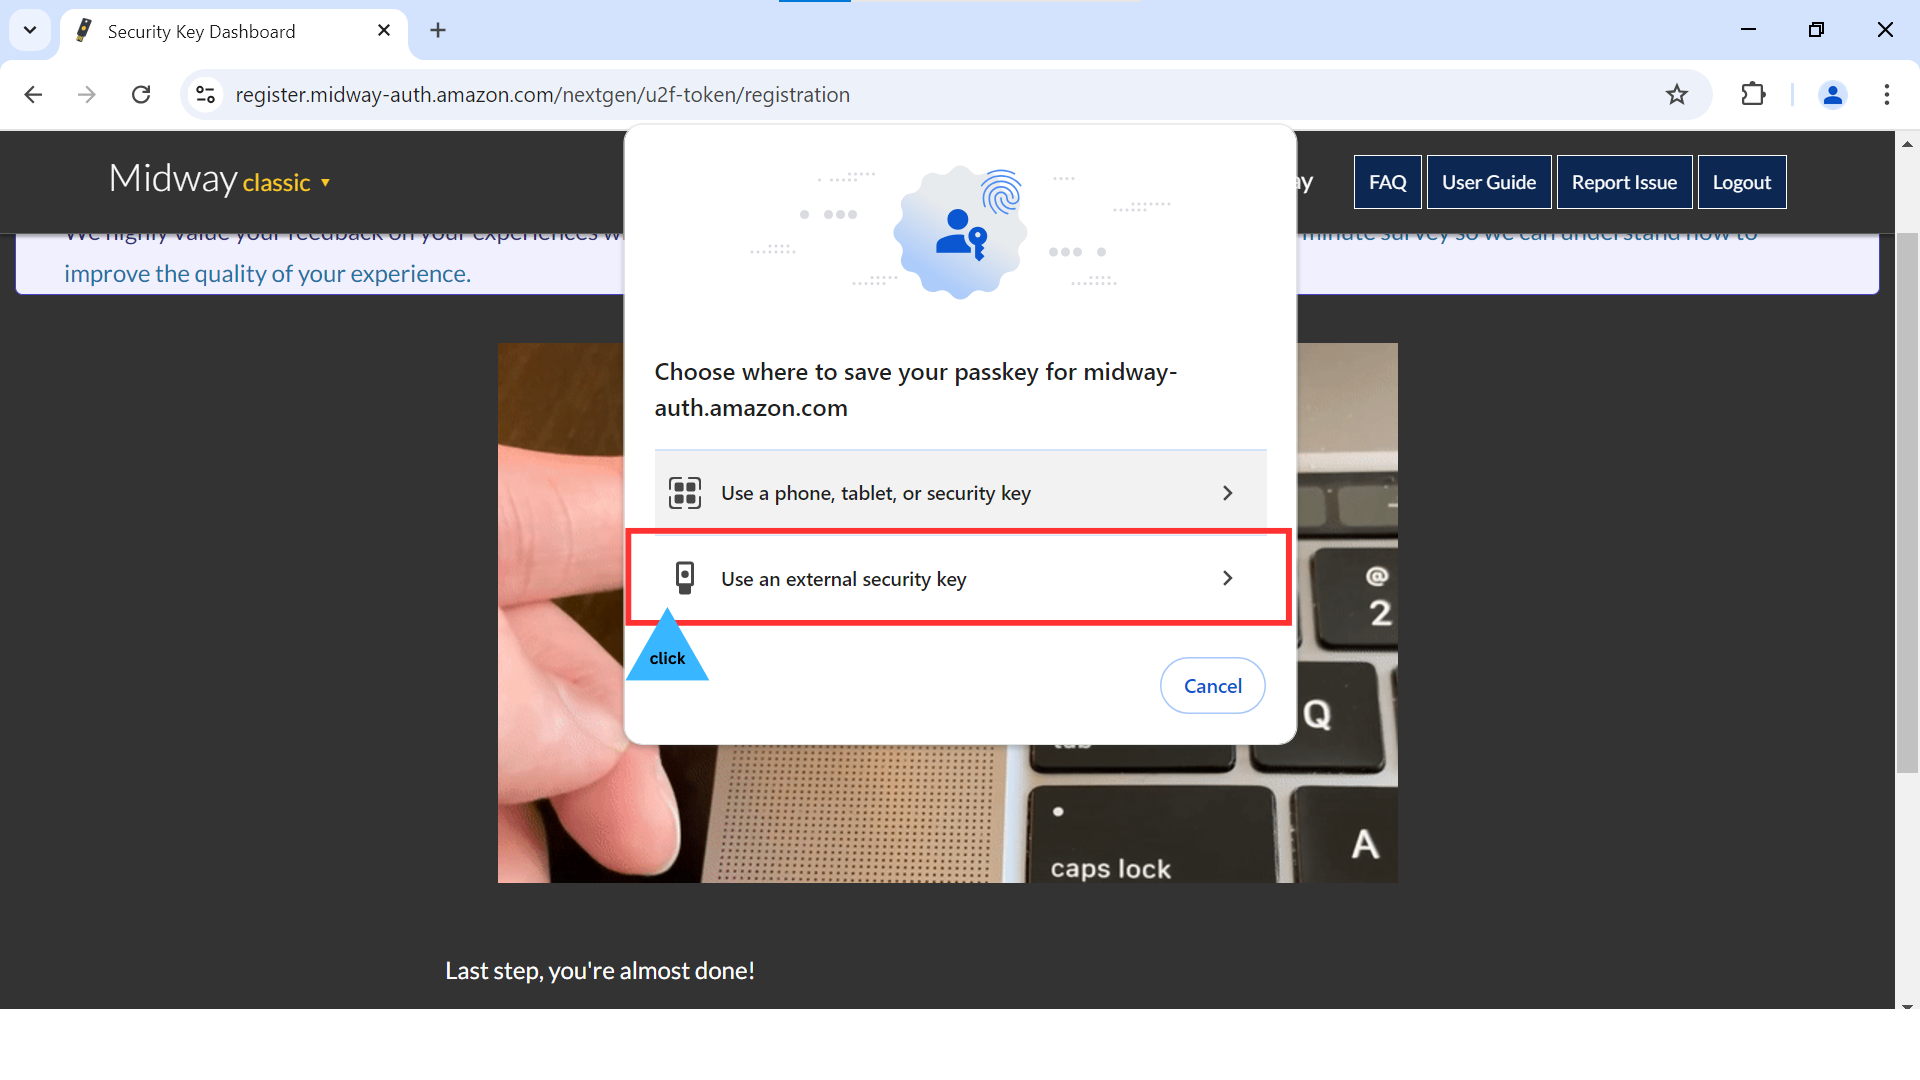 Security Key Dashboard
register.midway-auth.amazon.com/nextgen/u2f-token/registration
Midway classic
FAQ
User Guide
Report Issue
Logout
We highly value your feedback on your experiences
minute survey so we can understand how to
improve the quality of your experience.
Choose where to save your passkey for midway-
auth.amazon.com
Use a phone, tablet, or security key
Use an external security key
click
Cancel
@
2
Q
tab
A
caps lock
Last step, you're almost done!